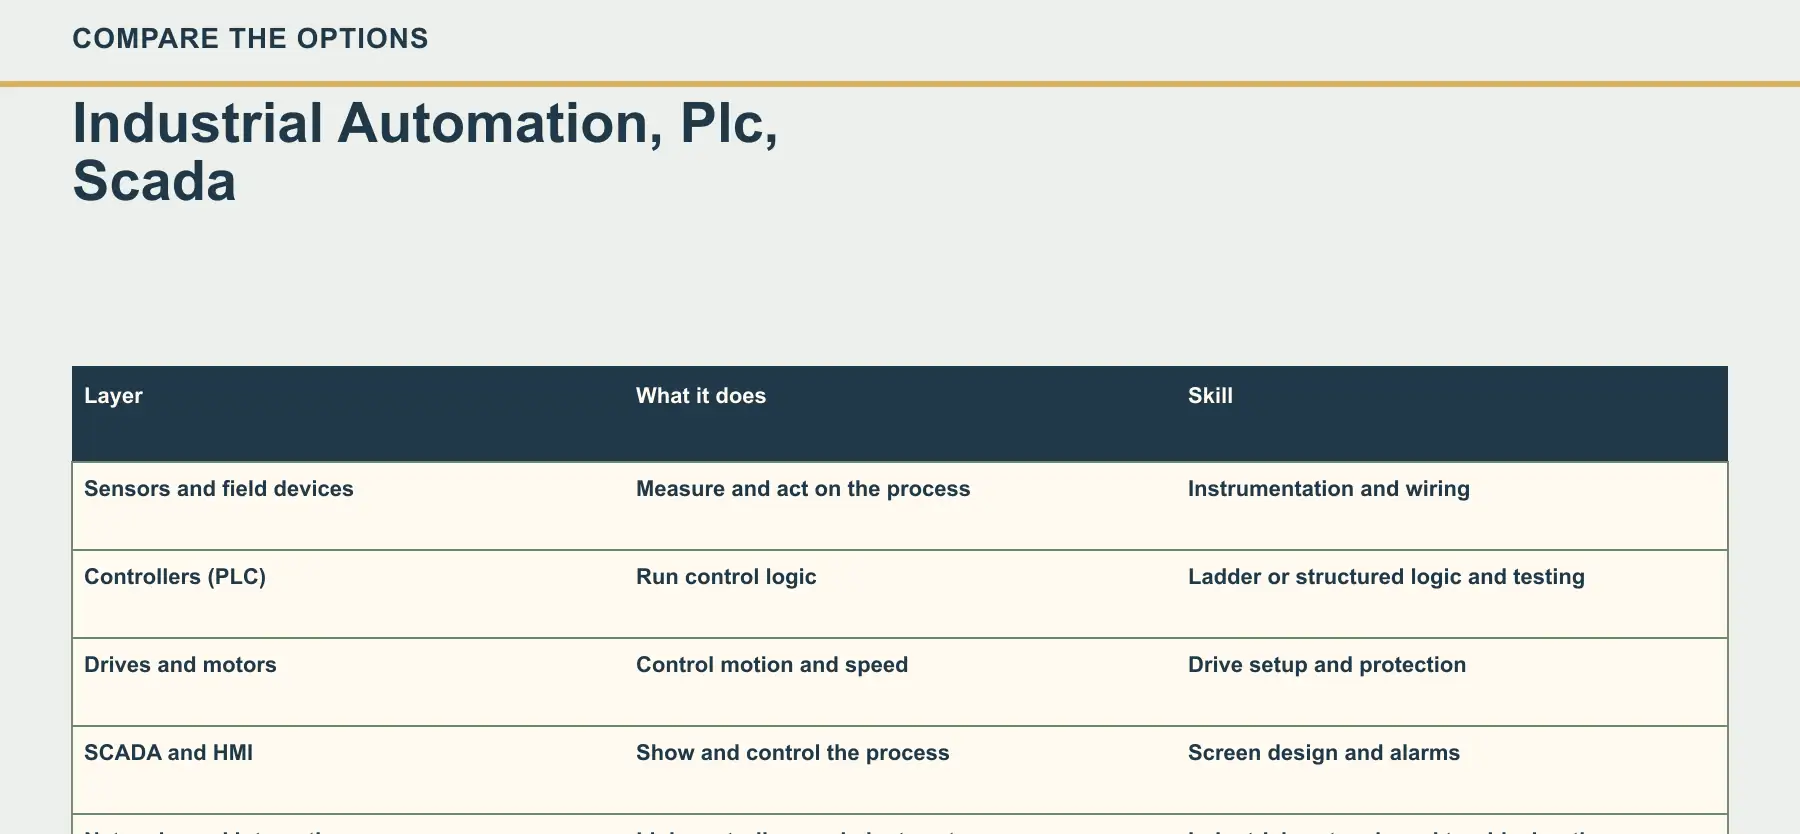 COMPARE THE OPTIONS
Industrial Automation, Plc,
Scada
Layer What it does Skill
Sensors and field devices Measure and act on the process Instrumentation and wiring
Controllers (PLC) Run control logic Ladder or structured logic and testing
Drives and motors Control motion and speed Drive setup and protection
SCADA and HMI Show and control the process Screen design and alarms